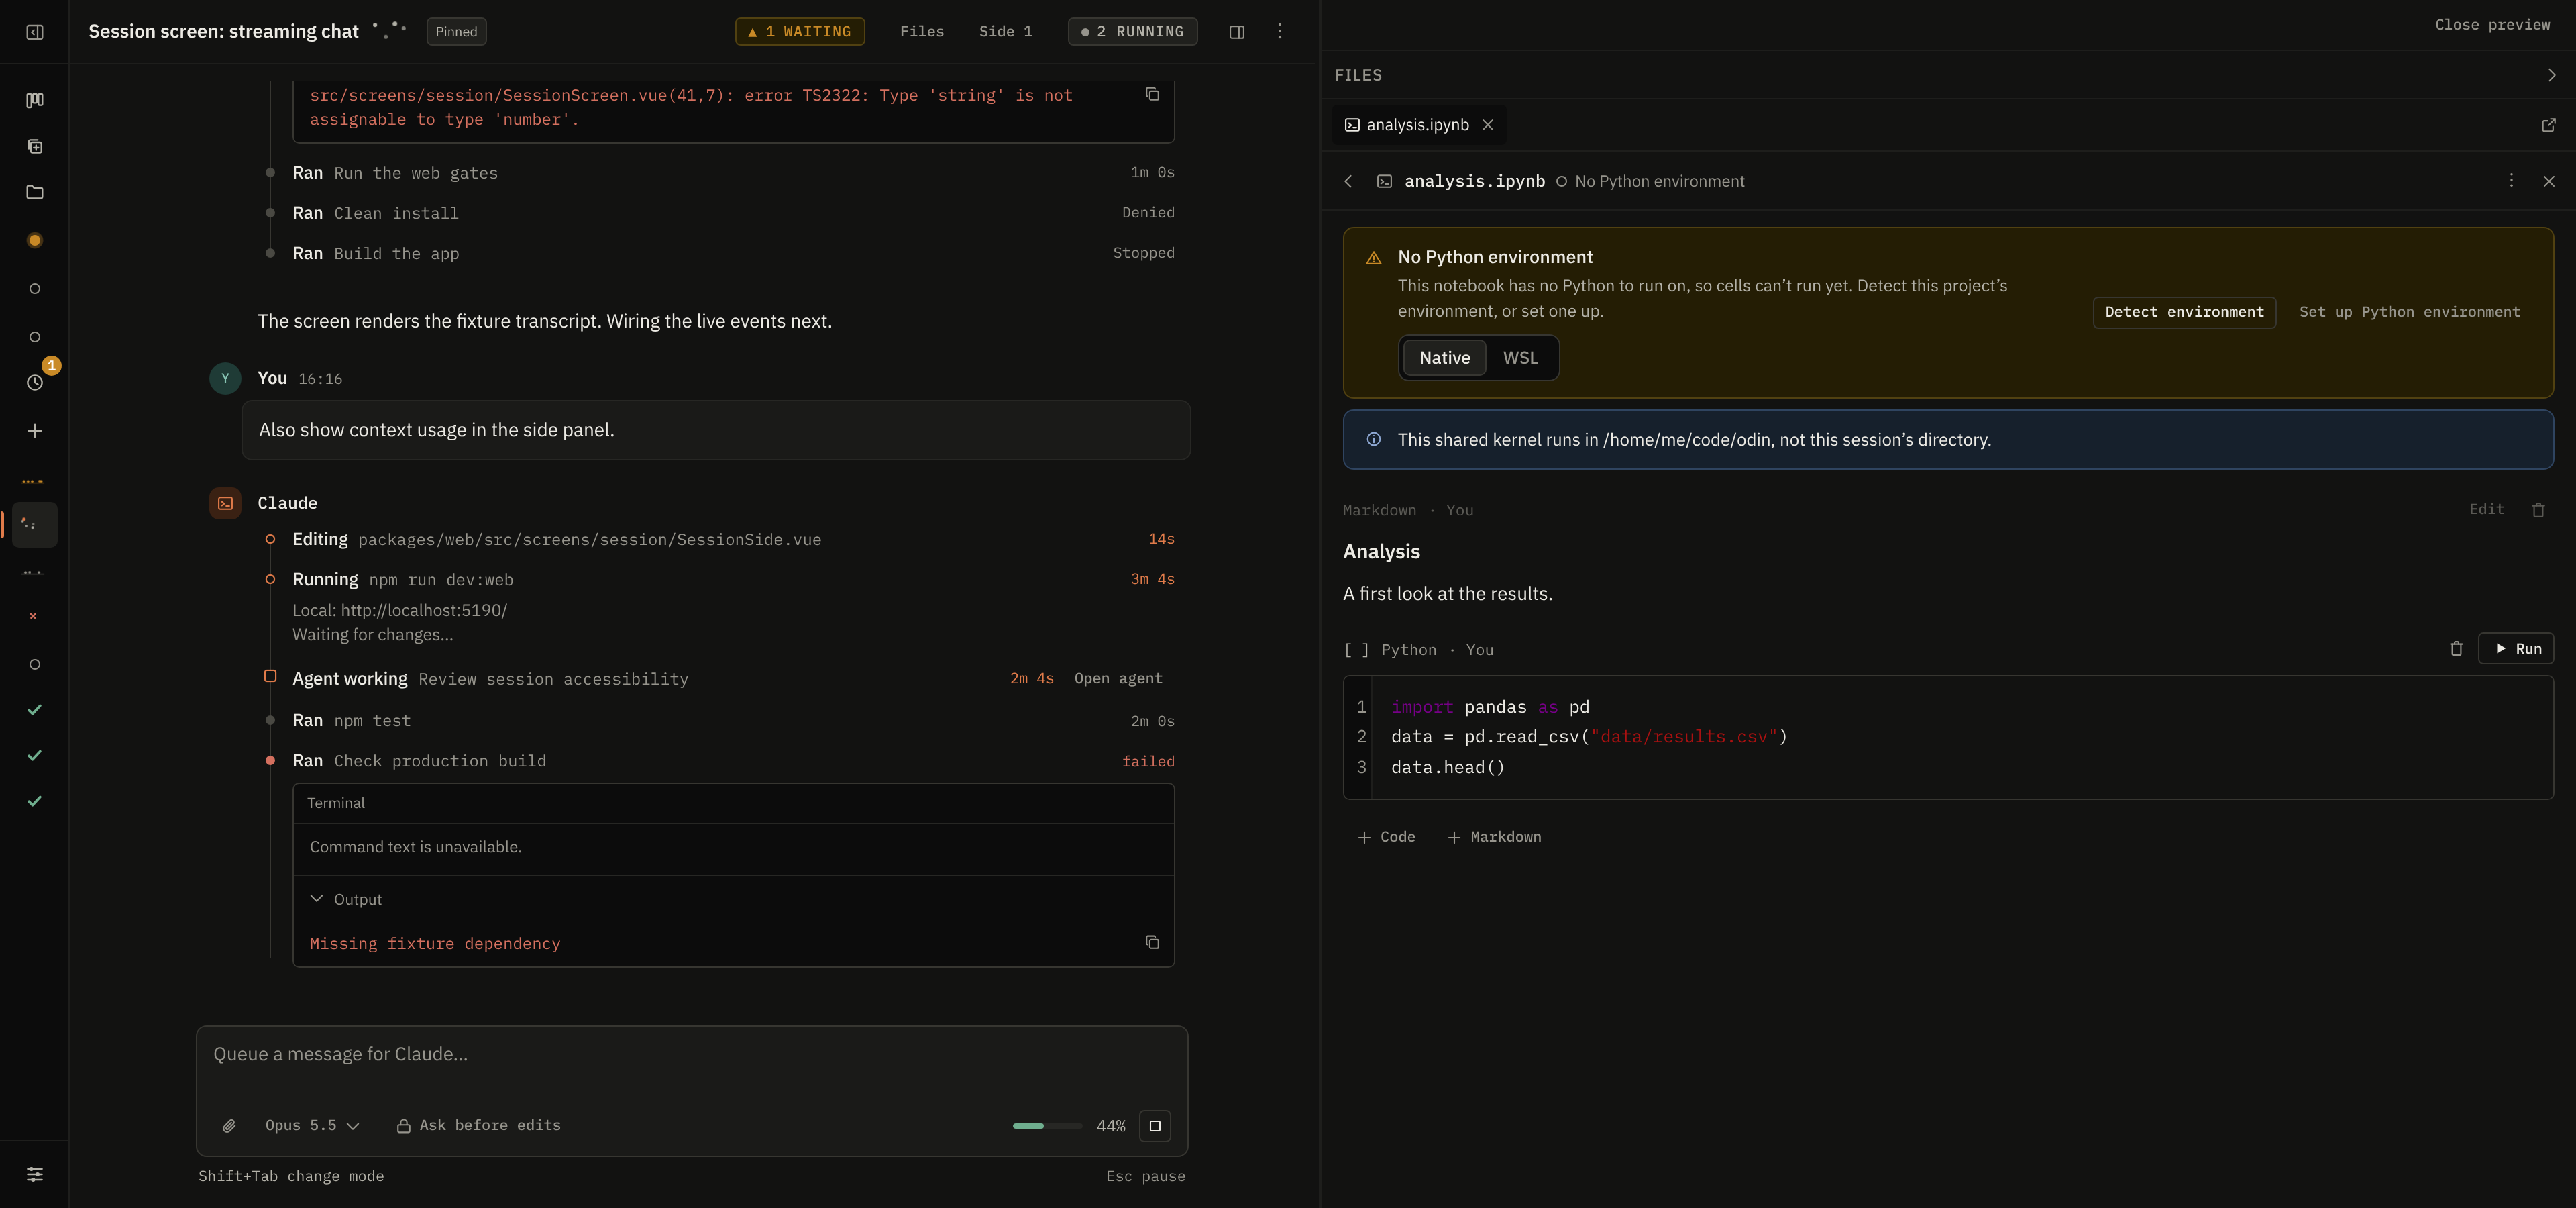 Session screen: streaming chat
Pinned
▲ 1 WAITING
Files
Side 1
● 2 RUNNING
src/screens/session/SessionScreen.vue(41,7): error TS2322: Type 'string' is not
assignable to type 'number'.
Ran Run the web gates 1m 0s
Ran Clean install Denied
Ran Build the app Stopped
The screen renders the fixture transcript. Wiring the live events next.
Y
You 16:16
Also show context usage in the side panel.
Claude
Editing packages/web/src/screens/session/SessionSide.vue 14s
Running npm run dev:web 3m 4s
Local: http://localhost:5190/
Waiting for changes...
Agent working Review session accessibility 2m 4s Open agent
Ran npm test 2m 0s
Ran Check production build failed
Terminal
Command text is unavailable.
Output
Missing fixture dependency
Queue a message for Claude...
Opus 5.5
Ask before edits
44%
Shift+Tab change mode
Esc pause
1
Close preview
FILES
analysis.ipynb
analysis.ipynb No Python environment
No Python environment
This notebook has no Python to run on, so cells can’t run yet. Detect this project’s
environment, or set one up.
Native WSL
Detect environment
Set up Python environment
This shared kernel runs in /home/me/code/odin, not this session’s directory.
Markdown · You
Edit
Analysis
A first look at the results.
[ ] Python · You
Run
1 import pandas as pd
2 data = pd.read_csv("data/results.csv")
3 data.head()
+ Code
+ Markdown